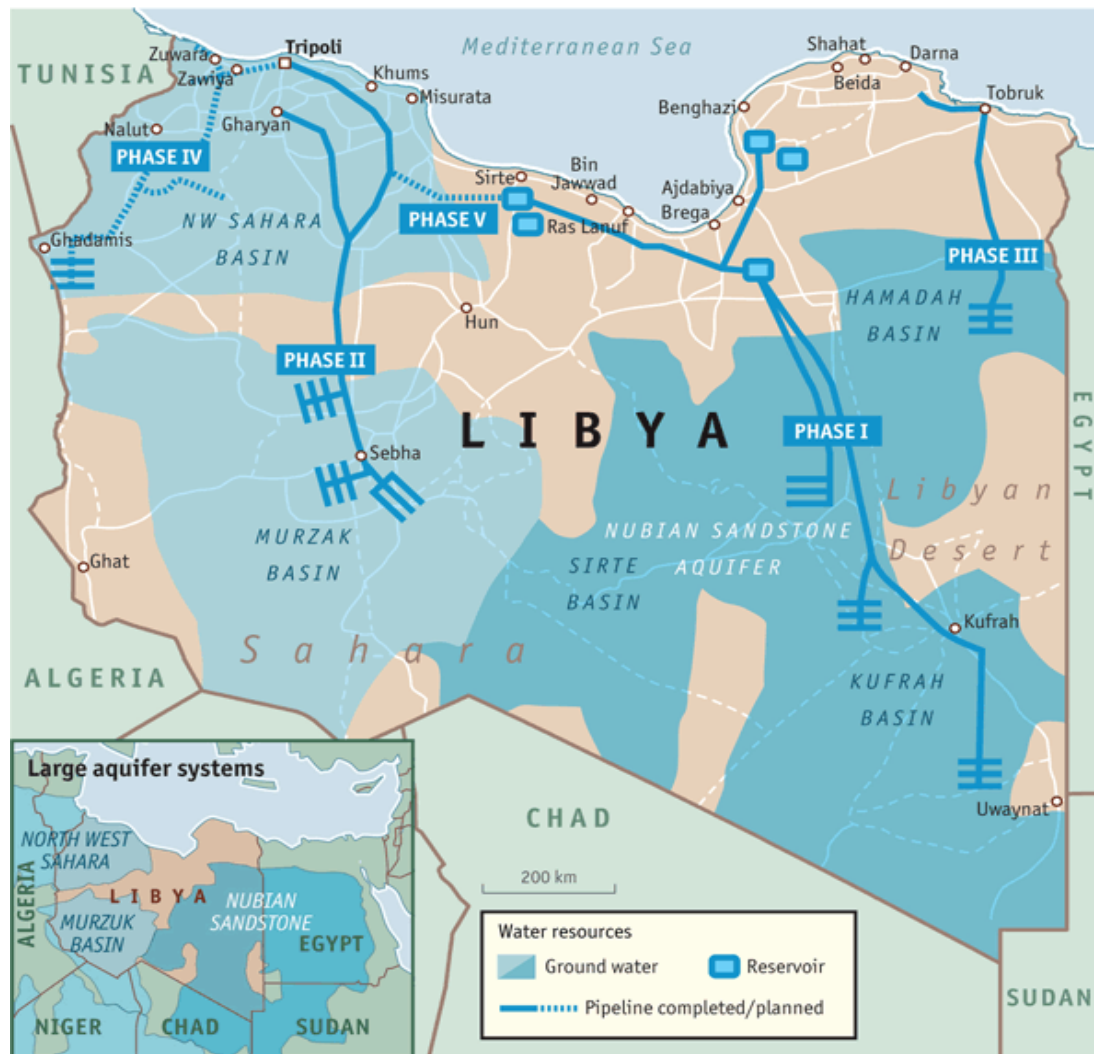 Mediterranean Sea
TUNISIA
Zuwara
Zawiya
Tripoli
Khums
Misurata
Gharyan
Nalut
PHASE IV
Shahat
Beida
Darna
Tobruk
Benghazi
Sirte
Bin
Jawwad
Ajdabiya
Brega
Ras Lanuf
PHASE V
NW SAHARA
BASIN
Ghadamis
PHASE III
HAMADAH
BASIN
Hun
PHASE II
LIBYA
PHASE I
EGYPT
Sebha
Libyan
Desert
NUBIAN SANDSTONE
AQUIFER
MURZAK
BASIN
SIRTE
BASIN
Ghat
Kufrah
Sahara
KUFRAH
BASIN
ALGERIA
Uwaynat
CHAD
SUDAN
200 km
Large aquifer systems
NORTH WEST
SAHARA
ALGERIA
LIBYA
NUBIAN
SANDSTONE
MURZUK
BASIN
EGYPT
NIGER
CHAD
SUDAN
Water resources
Ground water
Reservoir
Pipeline completed/planned